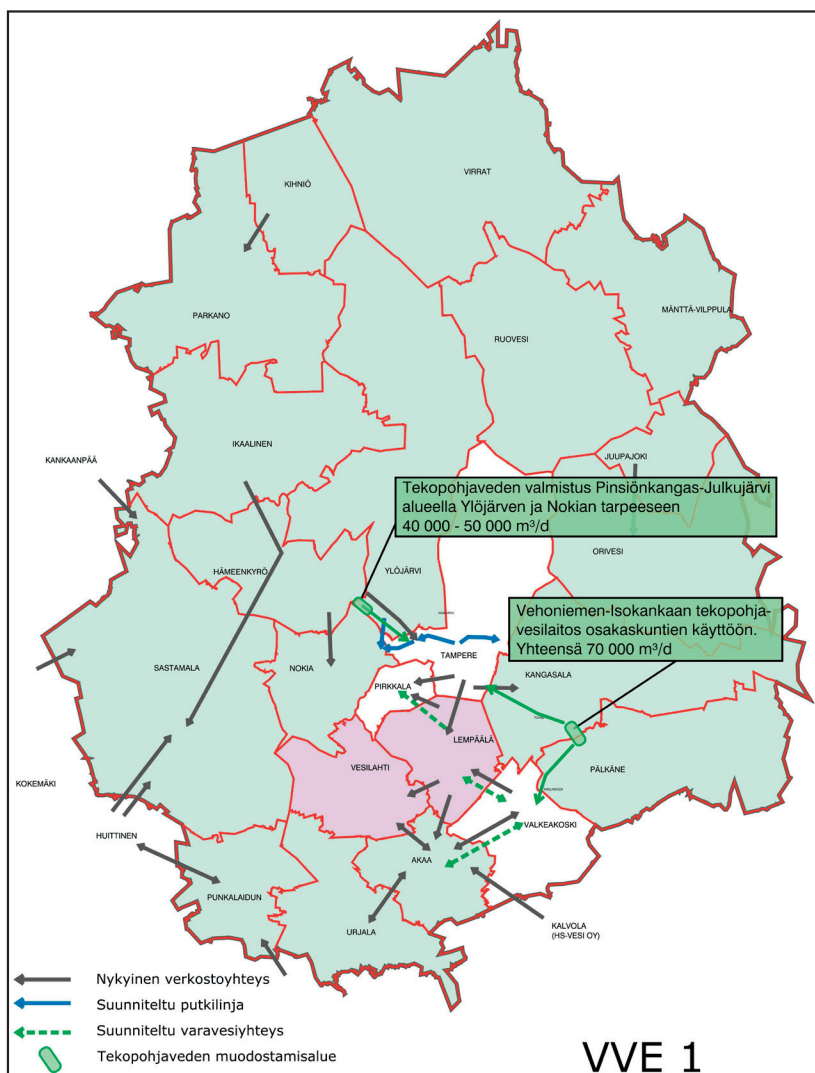 KIHNIÖ
VIRRAT
PARKANO
MÄNTTÄ-VILPPULA
RUOVESI
IKAALINEN
KANKAANPÄÄ
JUUPAJOKI
Tekopohjaveden valmistus Pinsiönkangas-Julkujärvi
alueella Ylöjärven ja Nokian tarpeeseen
40 000 - 50 000 m³/d
HÄMEENKYRÖ
YLÖJÄRVI
ORIVESI
Vehoniemen-Isokankaan tekopohja-
vesilaitos osakaskuntien käyttöön.
Yhteensä 70 000 m³/d
SASTAMALA
NOKIA
TAMPERE
PIRKKALA
KANGASALA
LEMPÄÄLÄ
VESILAHTI
PÄLKÄNE
KOKEMÄKI
HUITTINEN
VALKEAKOSKI
AKAA
PUNKALAIDUN
URJALA
KALVOLA
(HS-VESI OY)
Nykyinen verkostoyhteys
Suunniteltu putkilinja
Suunniteltu varavesiyhteys
Tekopohjaveden muodostamisalue
VVE 1